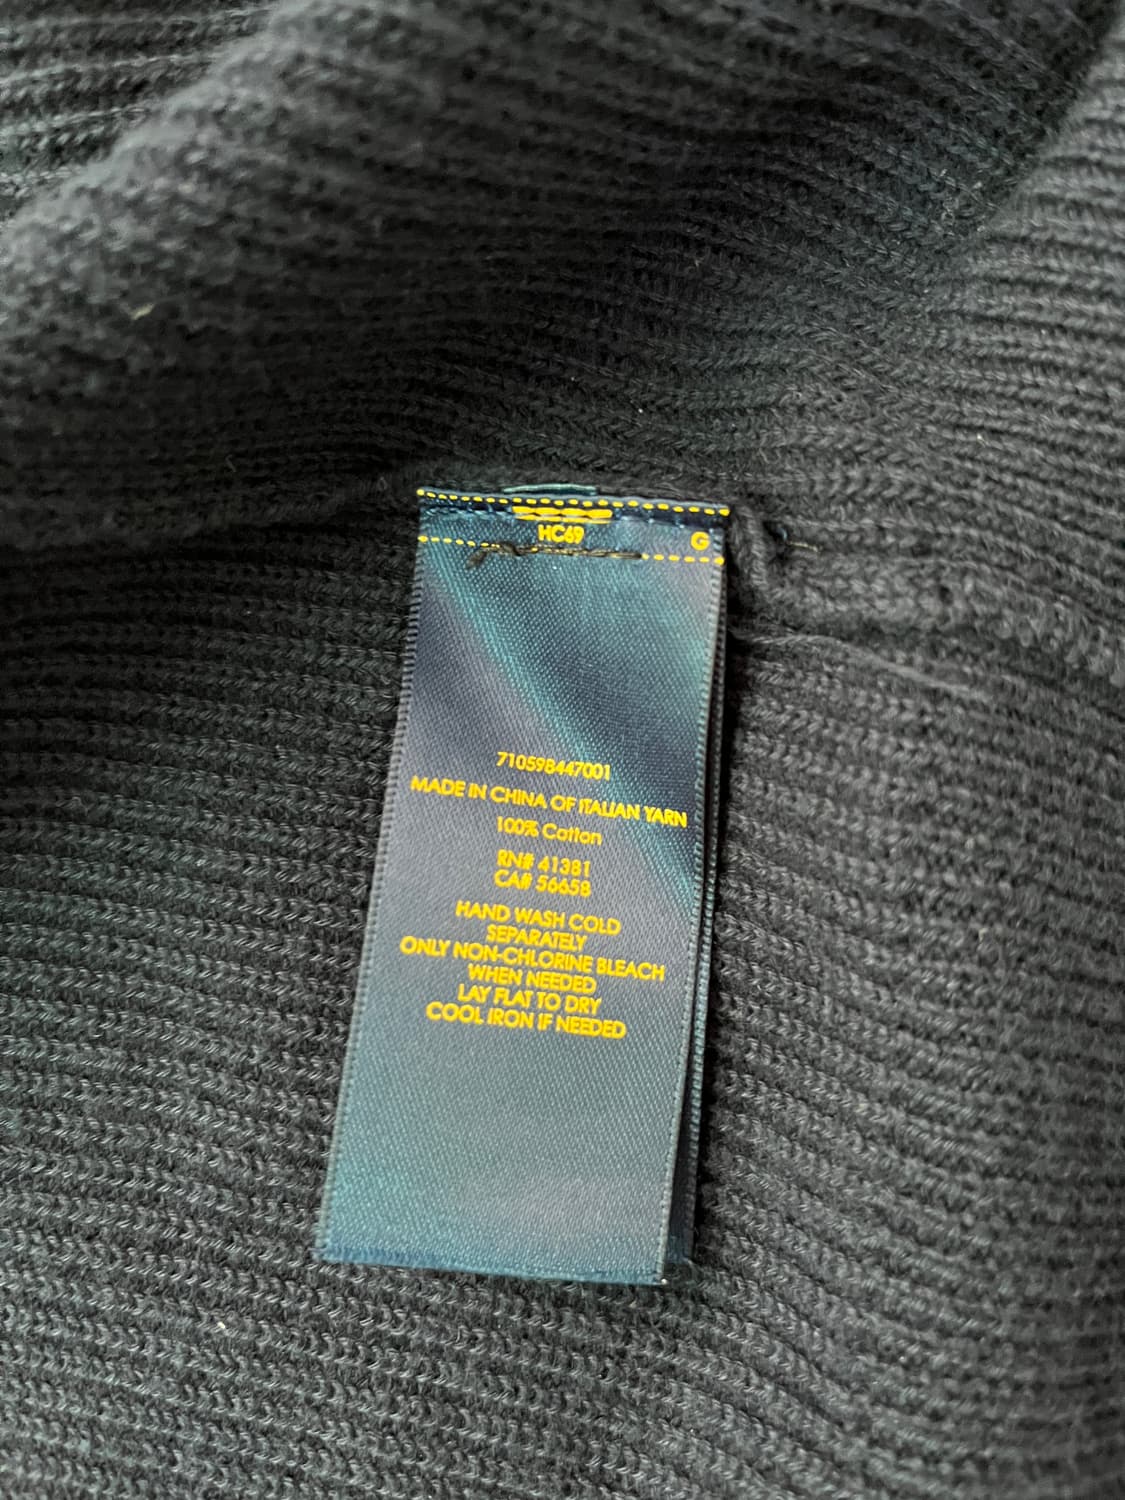 HC69 G
710598447001
MADE IN CHINA OF ITALIAN YARN
100% Cotton
RN# 41381
CA# 56658
HAND WASH COLD
SEPARATELY
ONLY NON-CHLORINE BLEACH
WHEN NEEDED
LAY FLAT TO DRY
COOL IRON IF NEEDED